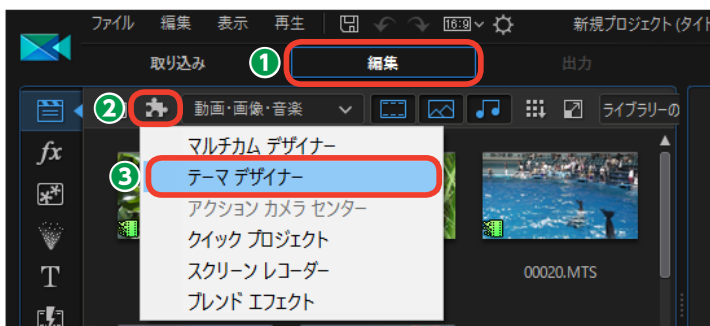 ファイル 編集 表示 再生 16:9 新規プロジェクト (タイト
取り込み 1 編集 出力
2 動画・画像・音楽 ライブラリーの
fx
T
マルチカム デザイナー
3 テーマ デザイナー
アクション カメラ センター
クイック プロジェクト
スクリーン レコーダー
ブレンド エフェクト
00020.MTS